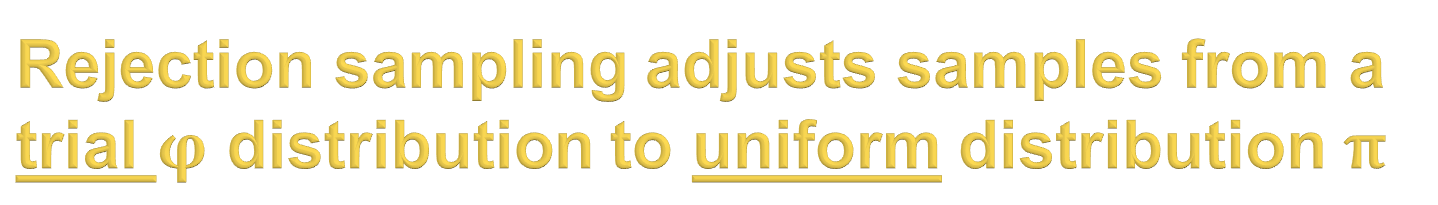 Rejection sampling adjusts samples from a
trial φ distribution to uniform distribution π